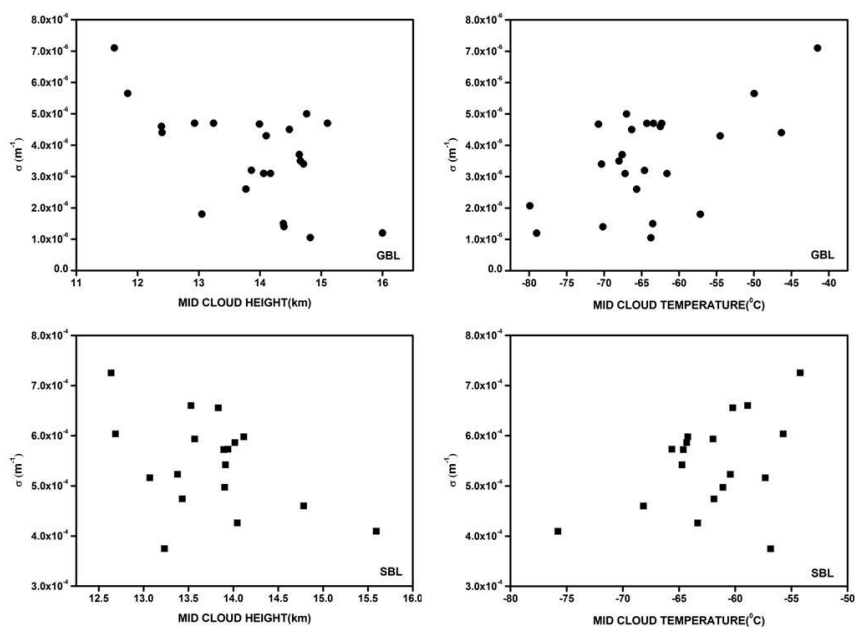 8.0x10⁻⁶
7.0x10⁻⁶
6.0x10⁻⁶
5.0x10⁻⁶
4.0x10⁻⁶
3.0x10⁻⁶
2.0x10⁻⁶
1.0x10⁻⁶
0.0
σ (m⁻¹)
GBL
11 12 13 14 15 16
MID CLOUD HEIGHT(km)
8.0x10⁻⁶
7.0x10⁻⁶
6.0x10⁻⁶
5.0x10⁻⁶
4.0x10⁻⁶
3.0x10⁻⁶
2.0x10⁻⁶
1.0x10⁻⁶
0.0
σ (m⁻¹)
GBL
-80 -75 -70 -65 -60 -55 -50 -45 -40
MID CLOUD TEMPERATURE(⁰C)
8.0x10⁻⁴
7.0x10⁻⁴
6.0x10⁻⁴
5.0x10⁻⁴
4.0x10⁻⁴
3.0x10⁻⁴
σ (m⁻¹)
SBL
12.5 13.0 13.5 14.0 14.5 15.0 15.5 16.0
MID CLOUD HEIGHT(km)
8.0x10⁻⁴
7.0x10⁻⁴
6.0x10⁻⁴
5.0x10⁻⁴
4.0x10⁻⁴
3.0x10⁻⁴
σ (m⁻¹)
SBL
-80 -75 -70 -65 -60 -55 -50
MID CLOUD TEMPERATURE(⁰C)